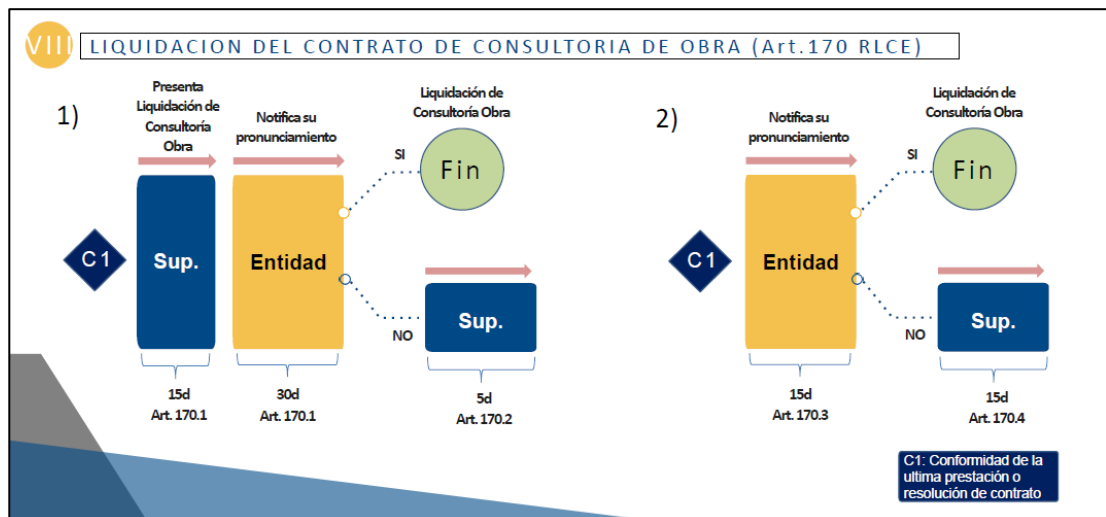 VIII
LIQUIDACION DEL CONTRATO DE CONSULTORIA DE OBRA (Art.170 RLCE)
1)
Presenta
Liquidación de
Consultoría
Obra
Notifica su
pronunciamiento
Liquidación de
Consultoría Obra
SI
Fin
C1
Sup.
Entidad
NO
Sup.
15d
Art. 170.1
30d
Art. 170.1
5d
Art. 170.2
2)
Notifica su
pronunciamiento
Liquidación de
Consultoría Obra
SI
Fin
C1
Entidad
NO
Sup.
15d
Art. 170.3
15d
Art. 170.4
C1: Conformidad de la
ultima prestación o
resolución de contrato